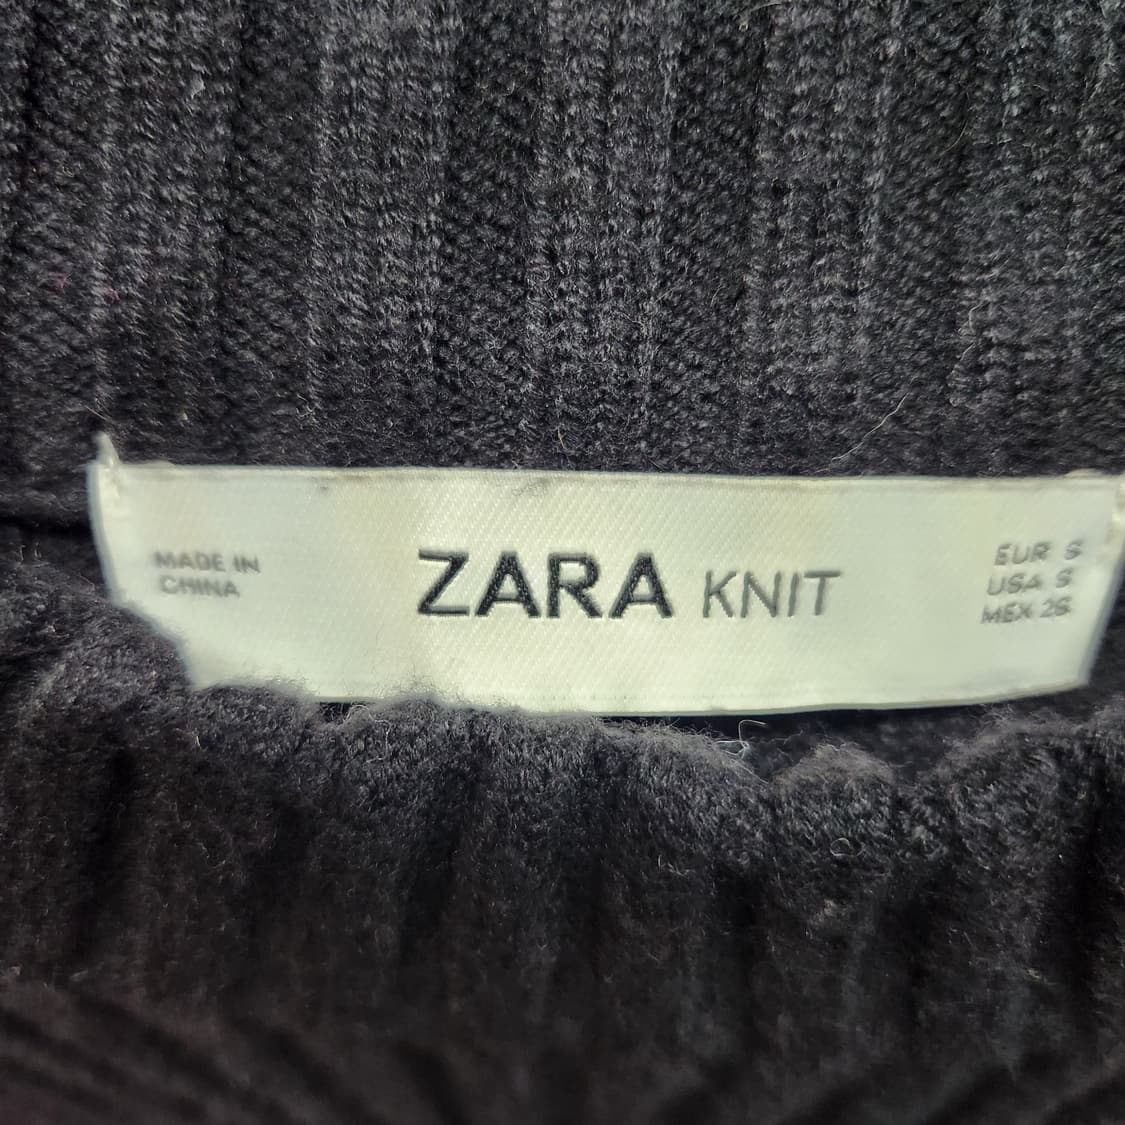 MADE IN
CHINA
ZARA KNIT
EUR S
USA S
MEX 26